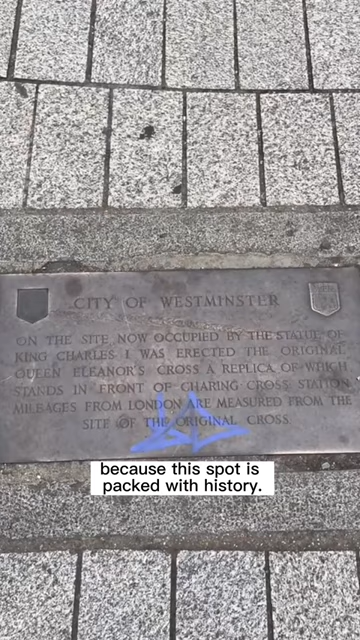 CITY OF WESTMINSTER
ON THE SITE NOW OCCUPIED BY THE STATUE OF
KING CHARLES I WAS ERECTED THE ORIGINAL
QUEEN ELEANOR'S CROSS A REPLICA OF WHICH
STANDS IN FRONT OF CHARING CROSS STATION
MILEAGES FROM LONDON ARE MEASURED FROM THE
SITE OF THE ORIGINAL CROSS.
because this spot is
packed with history.